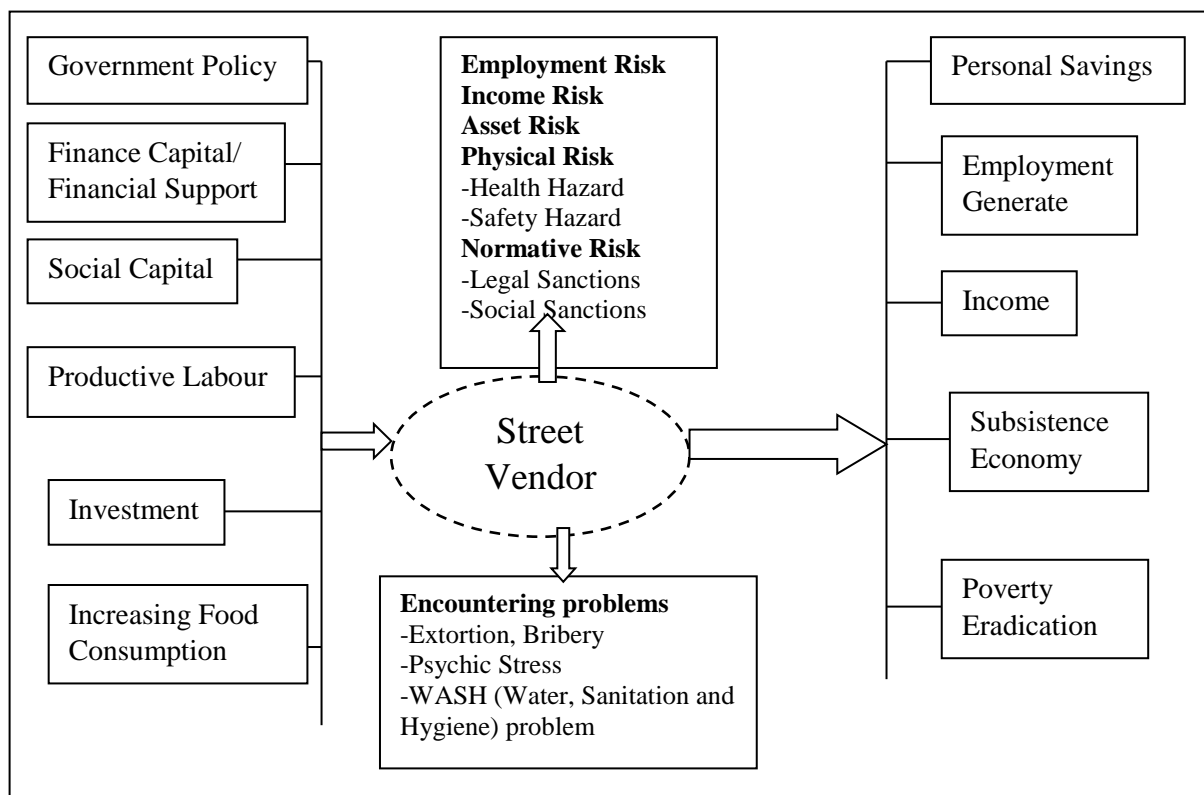 Government Policy
Finance Capital/
Financial Support
Social Capital
Productive Labour
Investment
Increasing Food
Consumption
Employment Risk
Income Risk
Asset Risk
Physical Risk
-Health Hazard
-Safety Hazard
Normative Risk
-Legal Sanctions
-Social Sanctions
Street
Vendor
Encountering problems
-Extortion, Bribery
-Psychic Stress
-WASH (Water, Sanitation and
Hygiene) problem
Personal Savings
Employment
Generate
Income
Subsistence
Economy
Poverty
Eradication